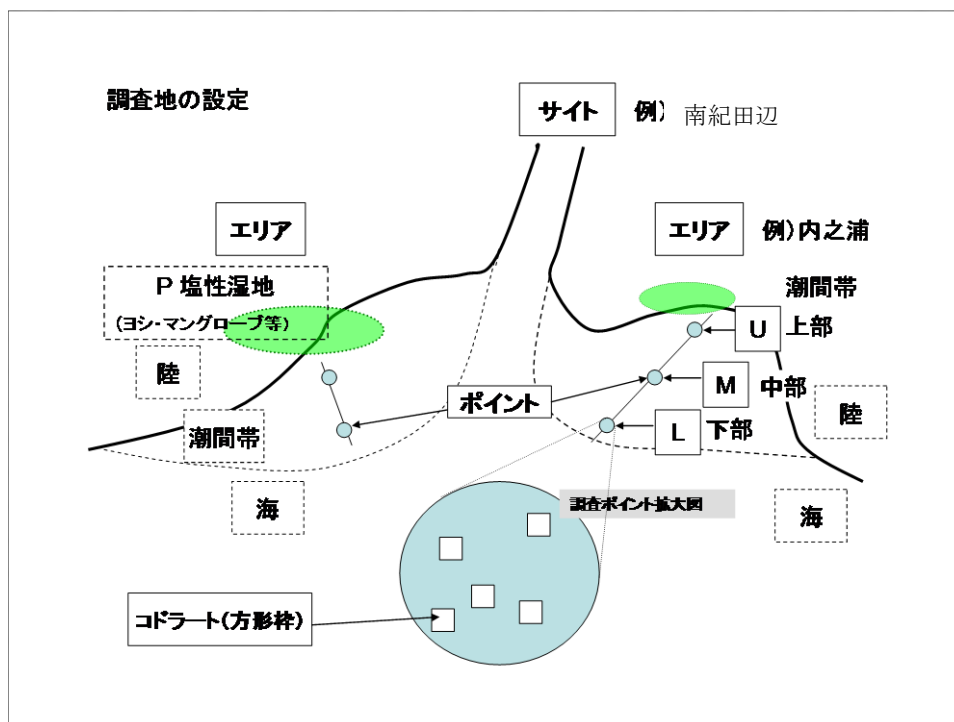 調査地の設定
サイト 例) 南紀田辺
エリア
エリア 例)内之浦
P 塩性湿地
(ヨシ・マングローブ等)
潮間帯
U 上部
陸
M 中部
陸
ポイント
潮間帯
L 下部
海
調査ポイント拡大図
海
コドラート(方形枠)